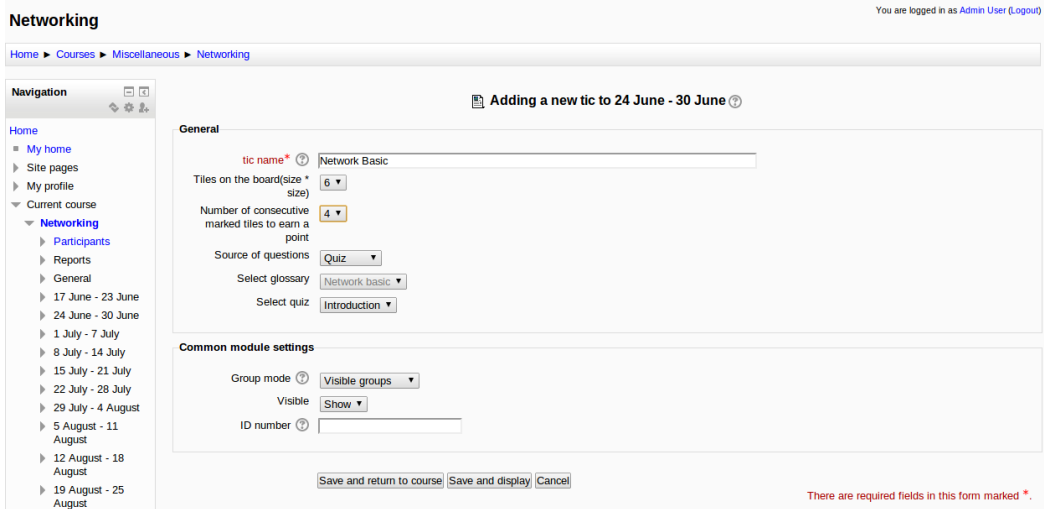 You are logged in as Admin User (Logout)
Networking
Home ► Courses ► Miscellaneous ► Networking
Navigation
Home
My home
Site pages
My profile
Current course
Networking
Participants
Reports
General
17 June - 23 June
24 June - 30 June
1 July - 7 July
8 July - 14 July
15 July - 21 July
22 July - 28 July
29 July - 4 August
5 August - 11
August
12 August - 18
August
19 August - 25
August
Adding a new tic to 24 June - 30 June
General
tic name* Network Basic
Tiles on the board(size *
size) 6
Number of consecutive
marked tiles to earn a
point 4
Source of questions Quiz
Select glossary Network basic
Select quiz Introduction
Common module settings
Group mode Visible groups
Visible Show
ID number
Save and return to course Save and display Cancel
There are required fields in this form marked *.